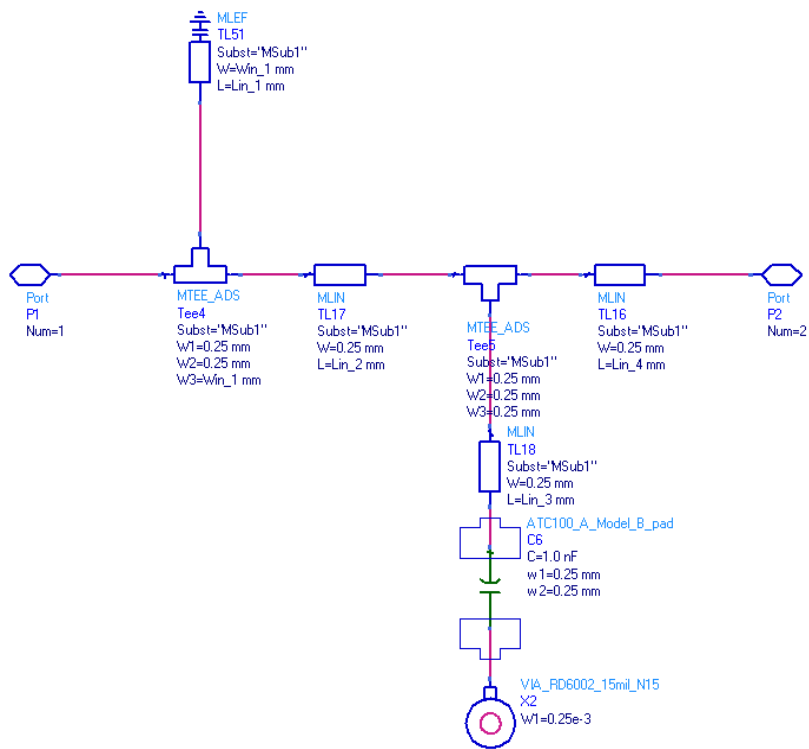 MLEF
TL51
Subst="MSub1"
W=Win_1 mm
L=Lin_1 mm
Port
P1
Num=1
MTEE_ADS
Tee4
Subst="MSub1"
W1=0.25 mm
W2=0.25 mm
W3=Win_1 mm
MLIN
TL17
Subst="MSub1"
W=0.25 mm
L=Lin_2 mm
MTEE_ADS
Tee5
Subst="MSub1"
W1=0.25 mm
W2=0.25 mm
W3=0.25 mm
MLIN
TL16
Subst="MSub1"
W=0.25 mm
L=Lin_4 mm
Port
P2
Num=2
MLIN
TL18
Subst="MSub1"
W=0.25 mm
L=Lin_3 mm
ATC100_A_Model_B_pad
C6
C=1.0 nF
w1=0.25 mm
w2=0.25 mm
VIA_RD6002_15mil_N15
X2
W1=0.25e-3